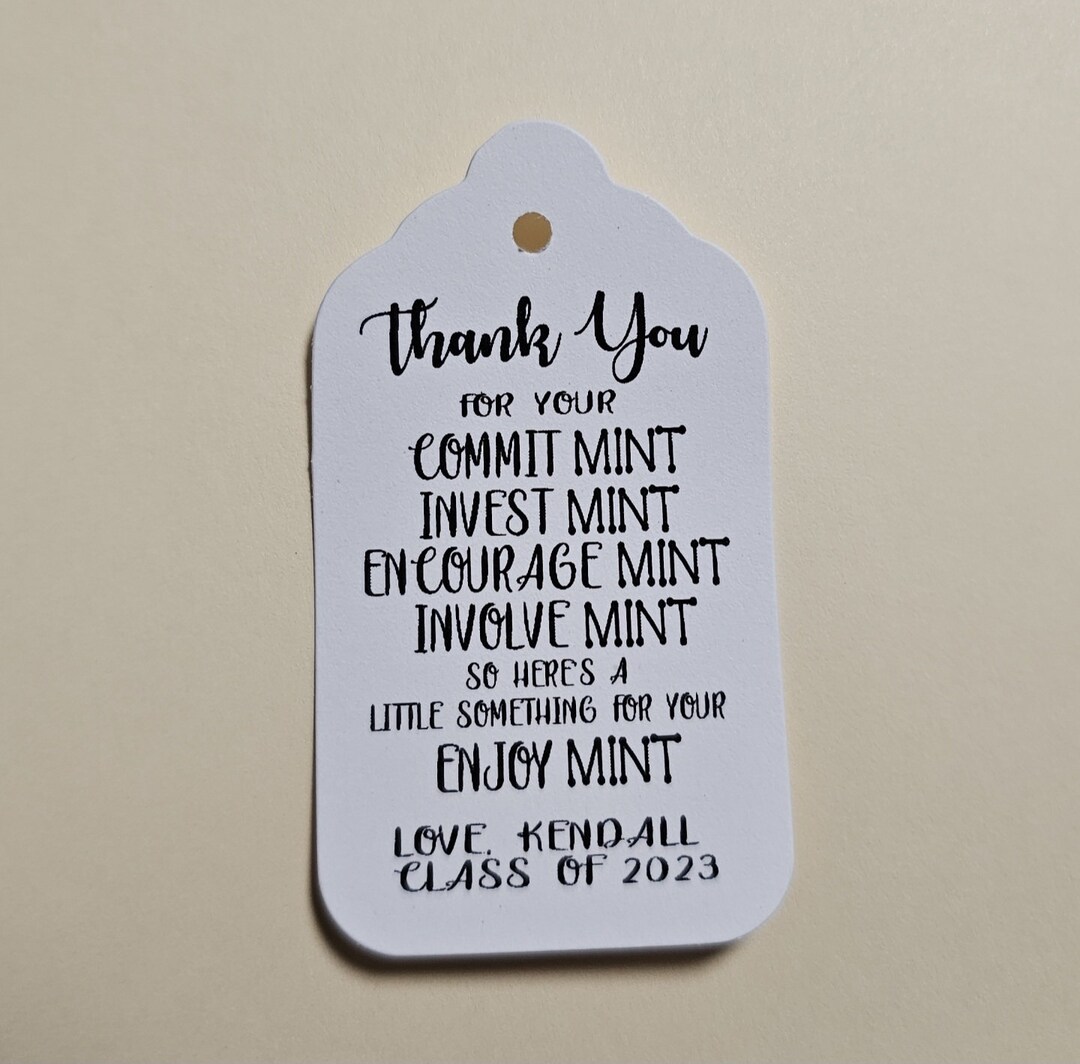 Thank You
FOR YOUR
COMMIT MINT
INVEST MINT
ENCOURAGE MINT
INVOLVE MINT
SO HERE'S A
LITTLE SOMETHING FOR YOUR
ENJOY MINT
LOVE, KENDALL
CLASS OF 2023